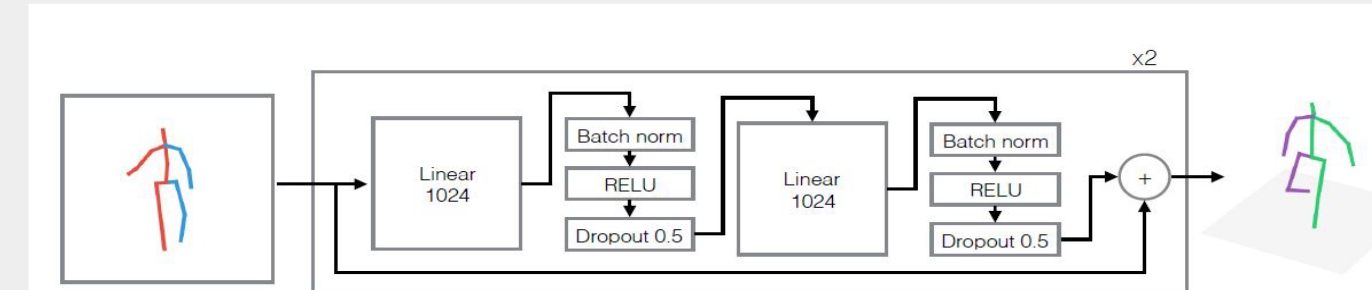 x2
Linear
1024
Batch norm
RELU
Dropout 0.5
Linear
1024
Batch norm
RELU
Dropout 0.5
+